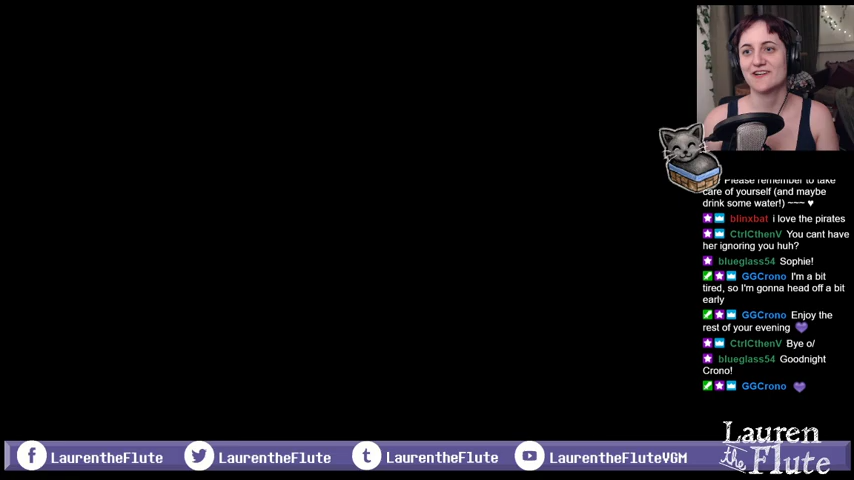 Please remember to take
care of yourself (and maybe
drink some water!) ~~~ ♥
blinxbat i love the pirates
CtrlCthenV You cant have
her ignoring you huh?
blueglass54 Sophie!
GGCrono I'm a bit
tired, so I'm gonna head off a bit
early
GGCrono Enjoy the
rest of your evening 💜
CtrlCthenV Bye o/
blueglass54 Goodnight
Crono!
GGCrono 💜
LaurentheFlute
LaurentheFlute
LaurentheFlute
LaurentheFluteVGM
Lauren
the Flute